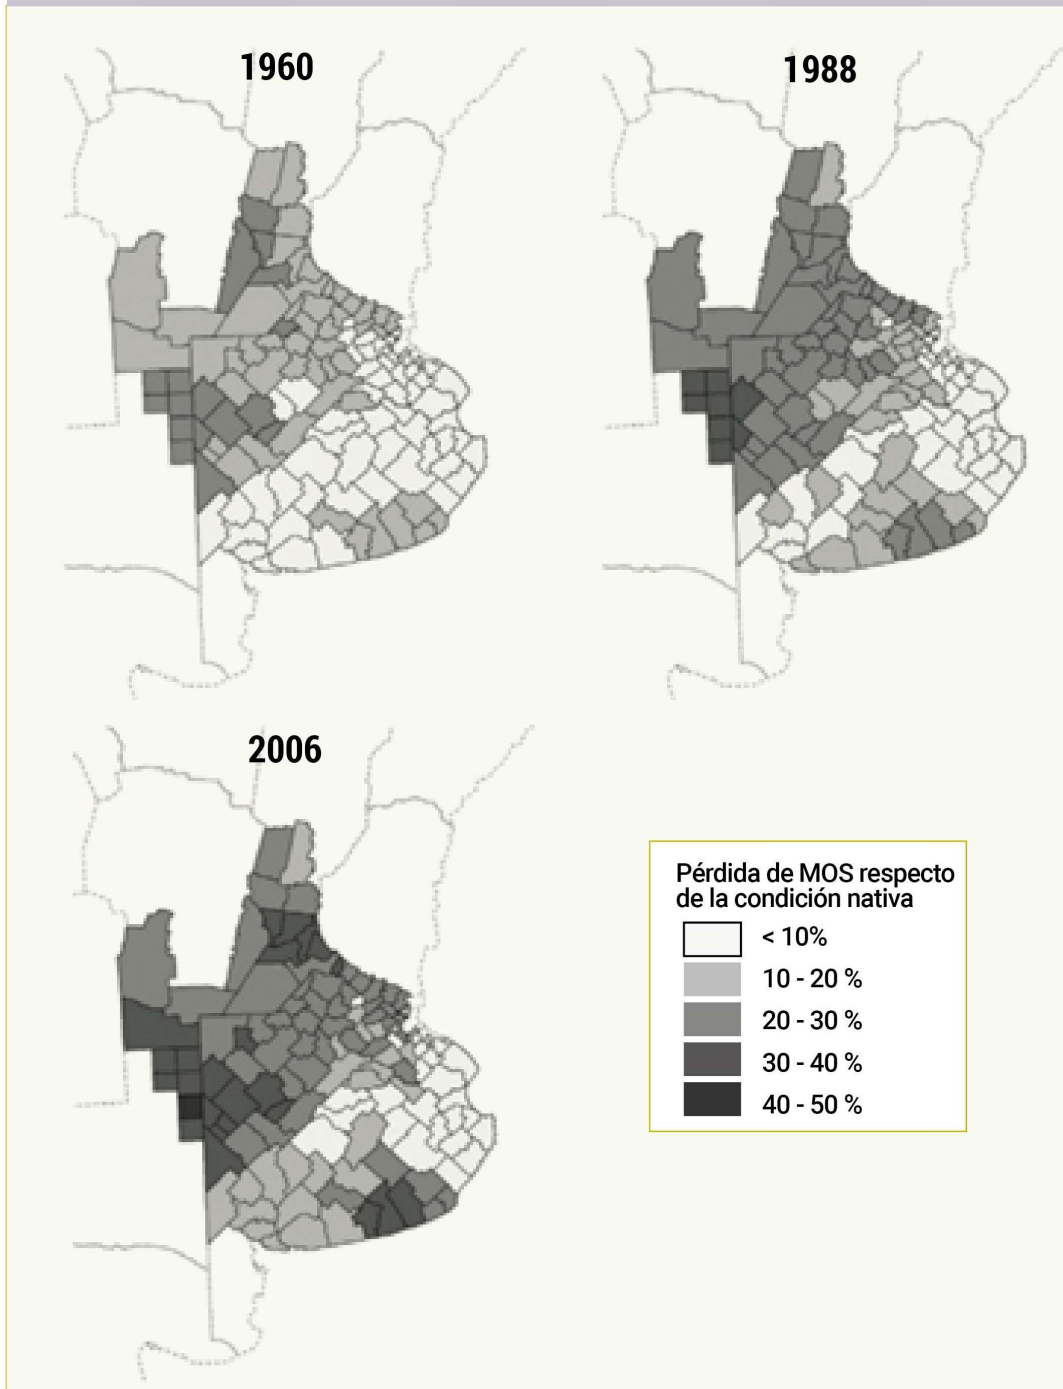 1960
1988
2006
Pérdida de MOS respecto
de la condición nativa
< 10%
10 - 20 %
20 - 30 %
30 - 40 %
40 - 50 %